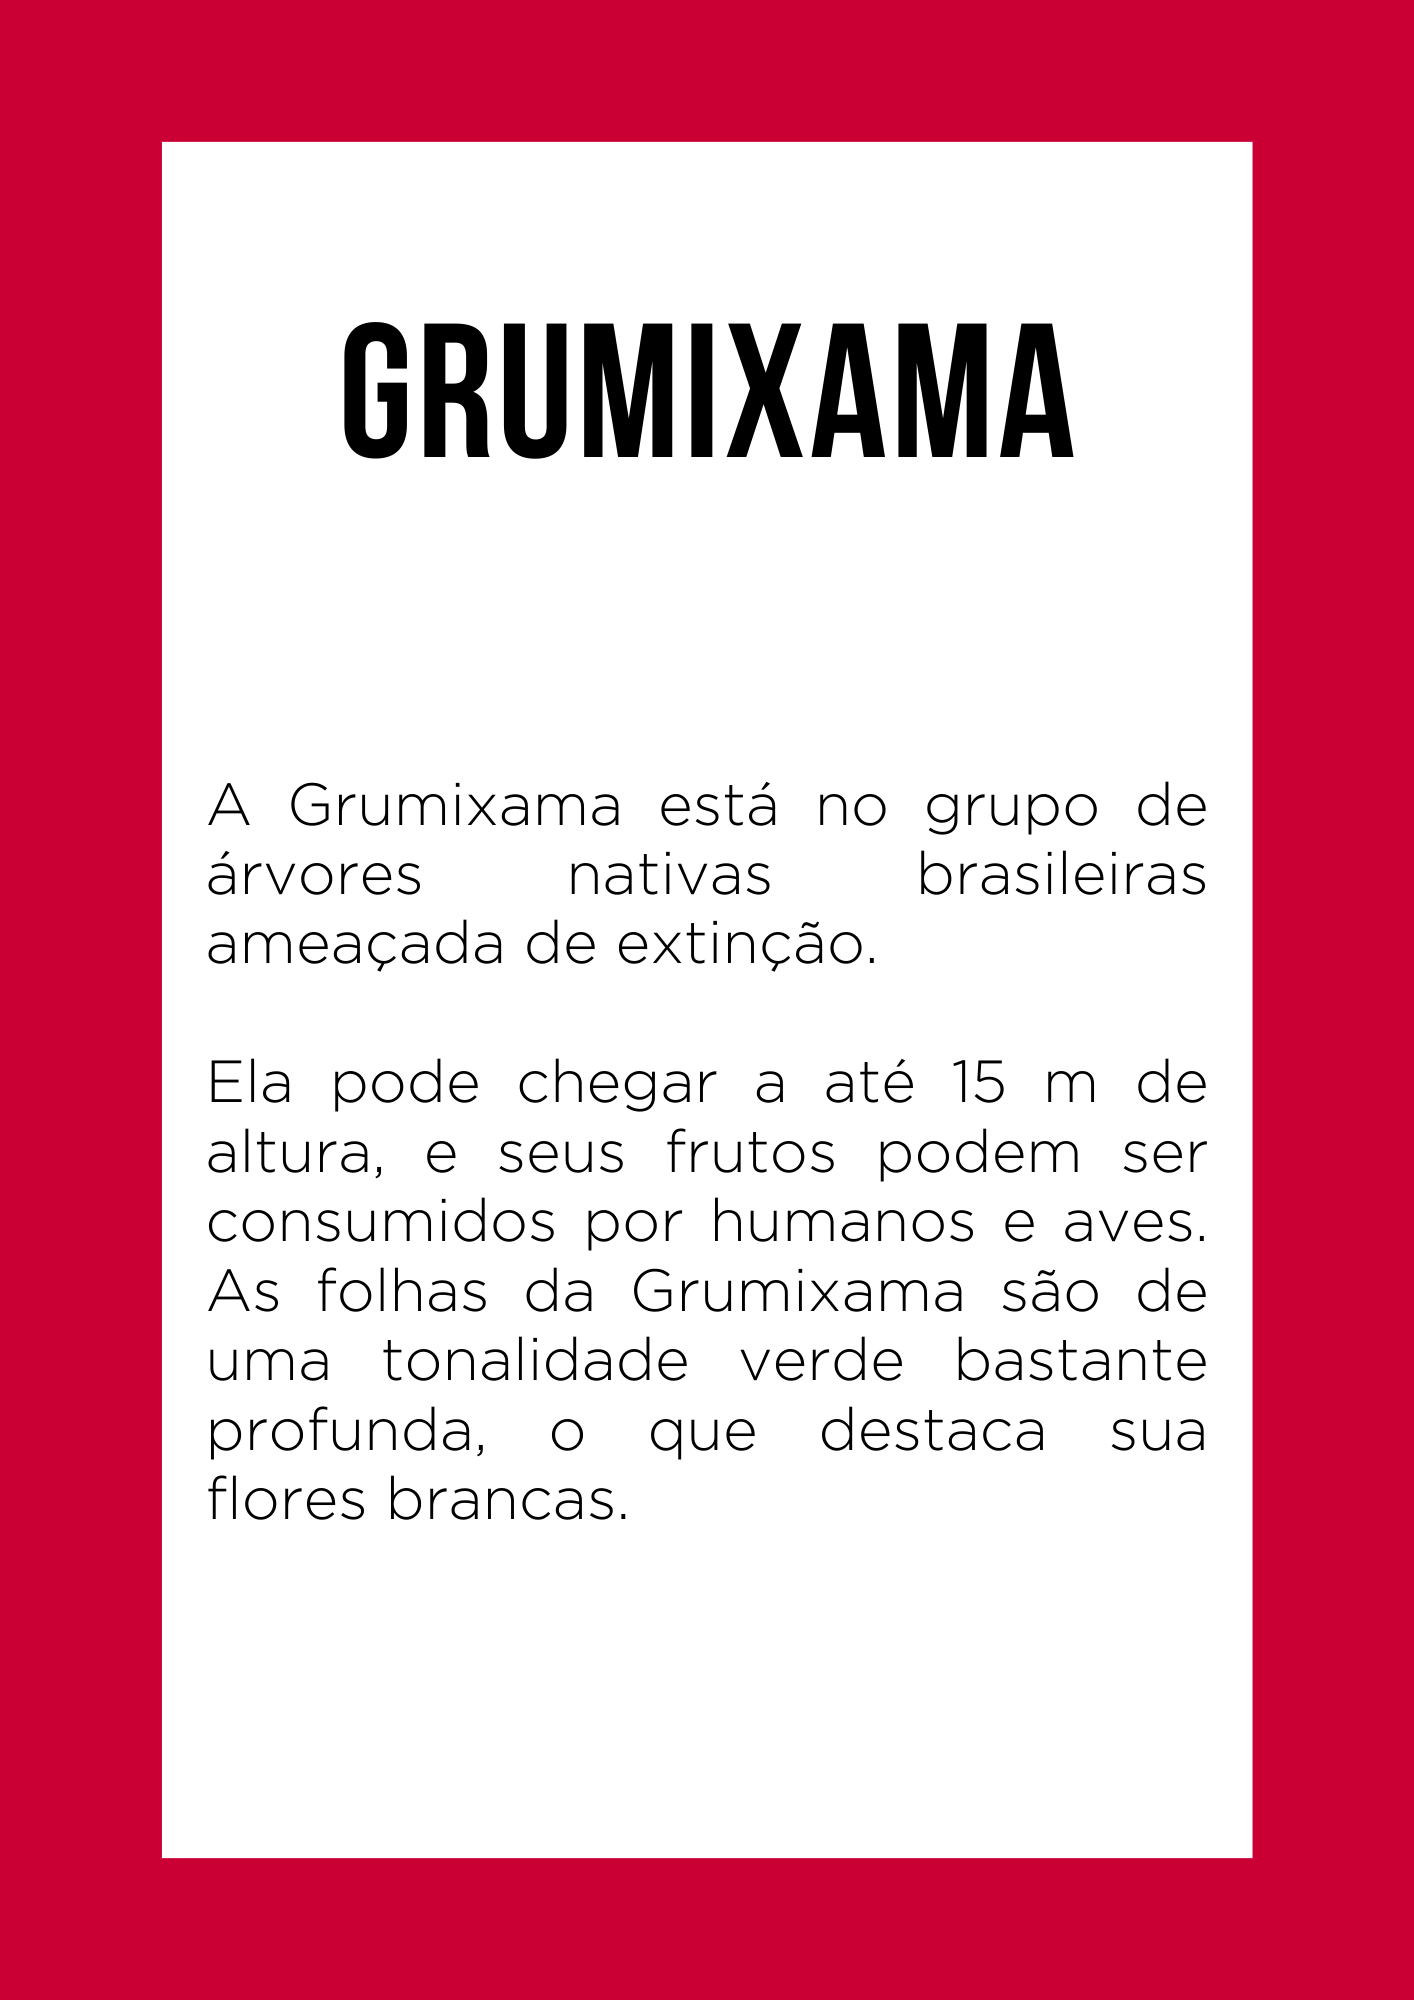 GRUMIXAMA
A Grumixama está no grupo de
árvores nativas brasileiras
ameaçada de extinção.
Ela pode chegar a até 15 m de
altura, e seus frutos podem ser
consumidos por humanos e aves.
As folhas da Grumixama são de
uma tonalidade verde bastante
profunda, o que destaca sua
flores brancas.